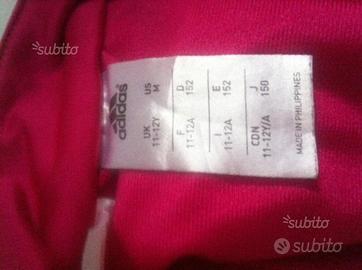 subito
adidas
US D E J
M 152 152 150
UK F I CDN
11-12Y 11-12A 11-12A 11-12Y/A
MADE IN PHILIPPINES
subito
subito